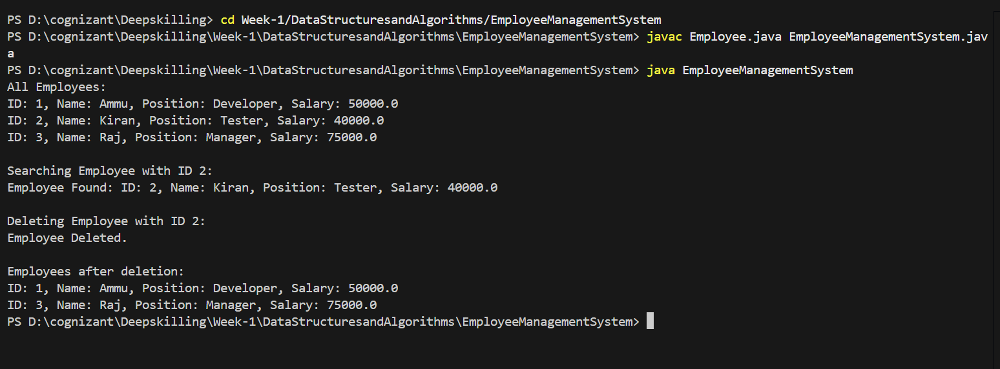 PS D:\cognizant\Deepskilling> cd Week-1/DataStructuresandAlgorithms/EmployeeManagementSystem
PS D:\cognizant\Deepskilling\Week-1\DataStructuresandAlgorithms\EmployeeManagementSystem> javac Employee.java EmployeeManagementSystem.jav
a
PS D:\cognizant\Deepskilling\Week-1\DataStructuresandAlgorithms\EmployeeManagementSystem> java EmployeeManagementSystem
All Employees:
ID: 1, Name: Ammu, Position: Developer, Salary: 50000.0
ID: 2, Name: Kiran, Position: Tester, Salary: 40000.0
ID: 3, Name: Raj, Position: Manager, Salary: 75000.0

Searching Employee with ID 2:
Employee Found: ID: 2, Name: Kiran, Position: Tester, Salary: 40000.0

Deleting Employee with ID 2:
Employee Deleted.

Employees after deletion:
ID: 1, Name: Ammu, Position: Developer, Salary: 50000.0
ID: 3, Name: Raj, Position: Manager, Salary: 75000.0
PS D:\cognizant\Deepskilling\Week-1\DataStructuresandAlgorithms\EmployeeManagementSystem>